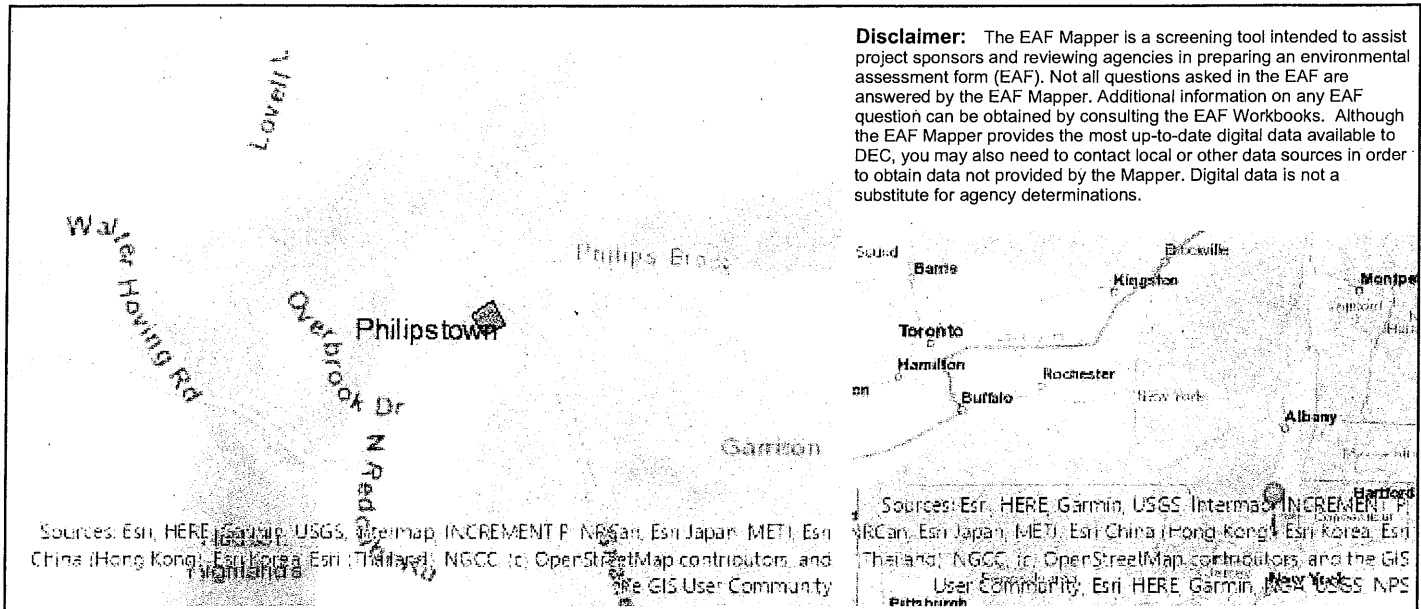 Disclaimer: The EAF Mapper is a screening tool intended to assist
project sponsors and reviewing agencies in preparing an environmental
assessment form (EAF). Not all questions asked in the EAF are
answered by the EAF Mapper. Additional information on any EAF
question can be obtained by consulting the EAF Workbooks. Although
the EAF Mapper provides the most up-to-date digital data available to
DEC, you may also need to contact local or other data sources in order
to obtain data not provided by the Mapper. Digital data is not a
substitute for agency determinations.
Lovell
Walter Hoving Rd
Philips
Overbrook Dr
Philipstown
Garrison
Sources: Esri, HERE, Garmin, USGS, Intermap, INCREMENT P, NRCan, Esri Japan, METI, Esri
China (Hong Kong), Esri Korea, Esri (Thailand), NGCC, (c) OpenStreetMap contributors, and
the GIS User Community
Sound
Barrie
Kingston
Toronto
Hamilton
Rochester
Buffalo
New York
Albany
Hartford
Sources: Esri, HERE, Garmin, USGS, Intermap, INCREMENT P,
NRCan, Esri Japan, METI, Esri China (Hong Kong), Esri Korea, Esri
(Thailand), NGCC, (c) OpenStreetMap contributors, and the GIS
User Community, Esri, HERE, Garmin, USGS, NPS
New York
Pittsburgh